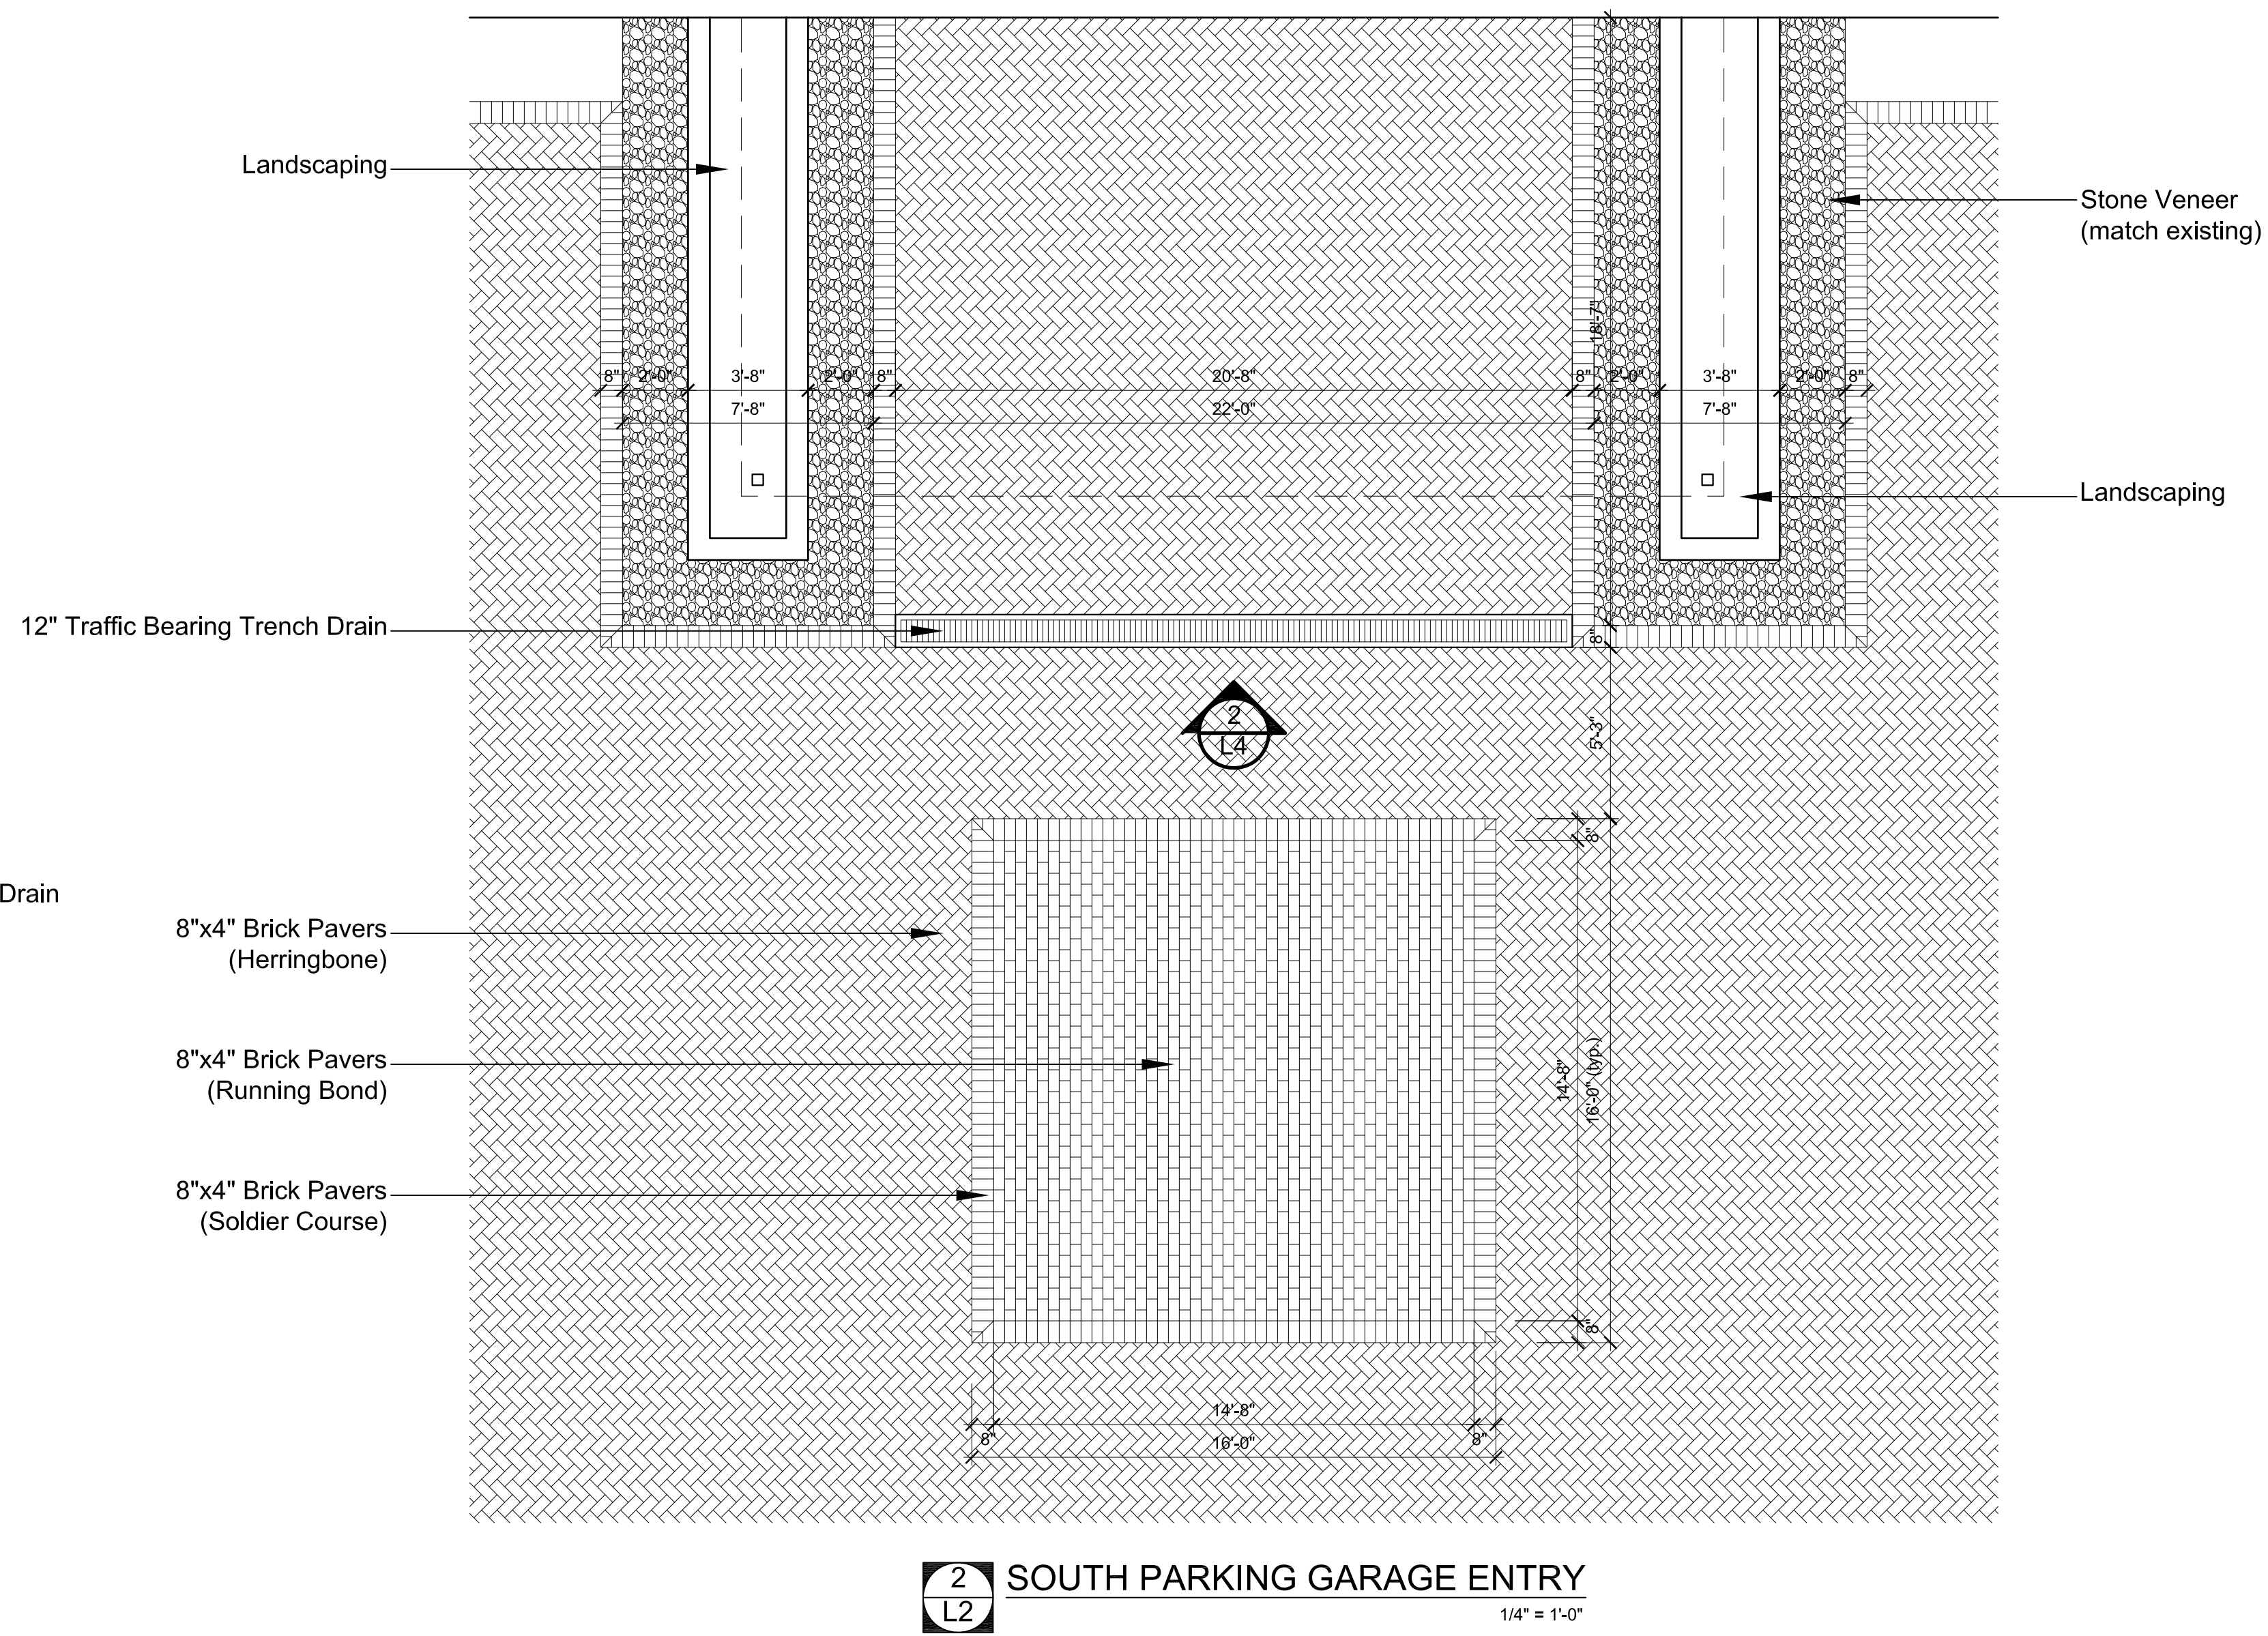 Landscaping
Stone Veneer
(match existing)
18'-7"
8" 2'-0" 3'-8" 2'-0" 8" 20'-8" 8" 2'-0" 3'-8" 2'-0" 8"
7'-8" 22'-0" 7'-8"
Landscaping
12" Traffic Bearing Trench Drain
8"
2
L4
5'-3"
8"
Drain
8"x4" Brick Pavers
(Herringbone)
8"x4" Brick Pavers
(Running Bond)
14'-8"
16'-0" (typ.)
8"x4" Brick Pavers
(Soldier Course)
8"
14'-8"
8" 16'-0" 8"
2
L2
SOUTH PARKING GARAGE ENTRY
1/4" = 1'-0"